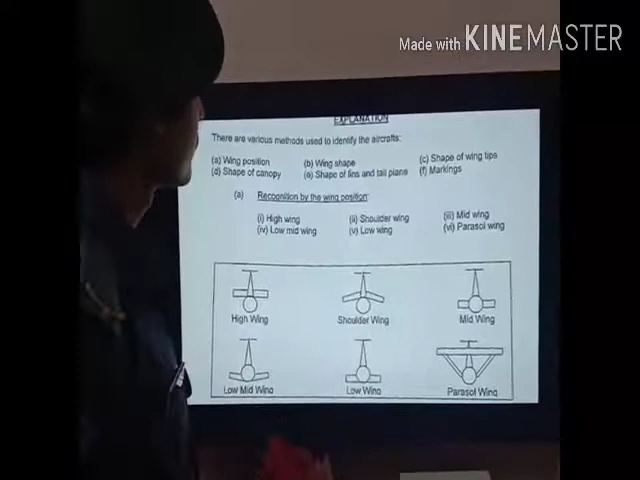 Made with KINEMASTER
EXPLANATION
There are various methods used to identify the aircrafts:
(a) Wing position (b) Wing shape (c) Shape of wing tips
(d) Shape of canopy (e) Shape of fins and tail plane (f) Markings
(a) Recognition by the wing position:
(i) High wing (ii) Shoulder wing (iii) Mid wing
(iv) Low mid wing (v) Low wing (vi) Parasol wing
High Wing Shoulder Wing Mid Wing
Low Mid Wing Low Wing Parasol Wing